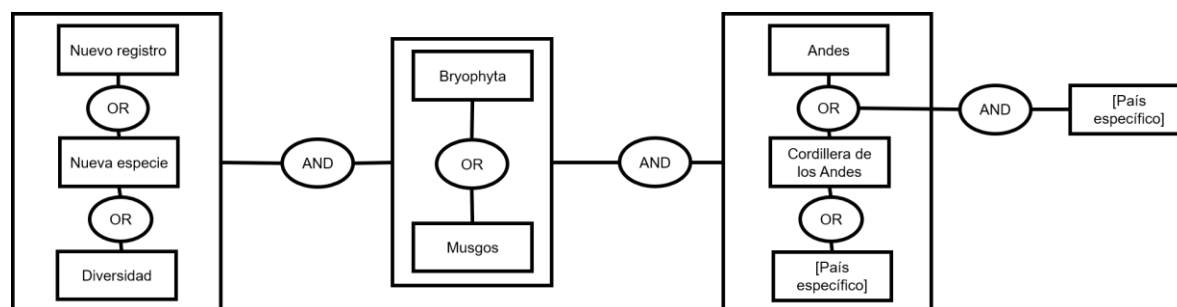 Nuevo registro
OR
Nueva especie
OR
Diversidad
AND
Bryophyta
OR
Musgos
AND
Andes
OR
Cordillera de
los Andes
OR
[País
específico]
AND
[País
específico]